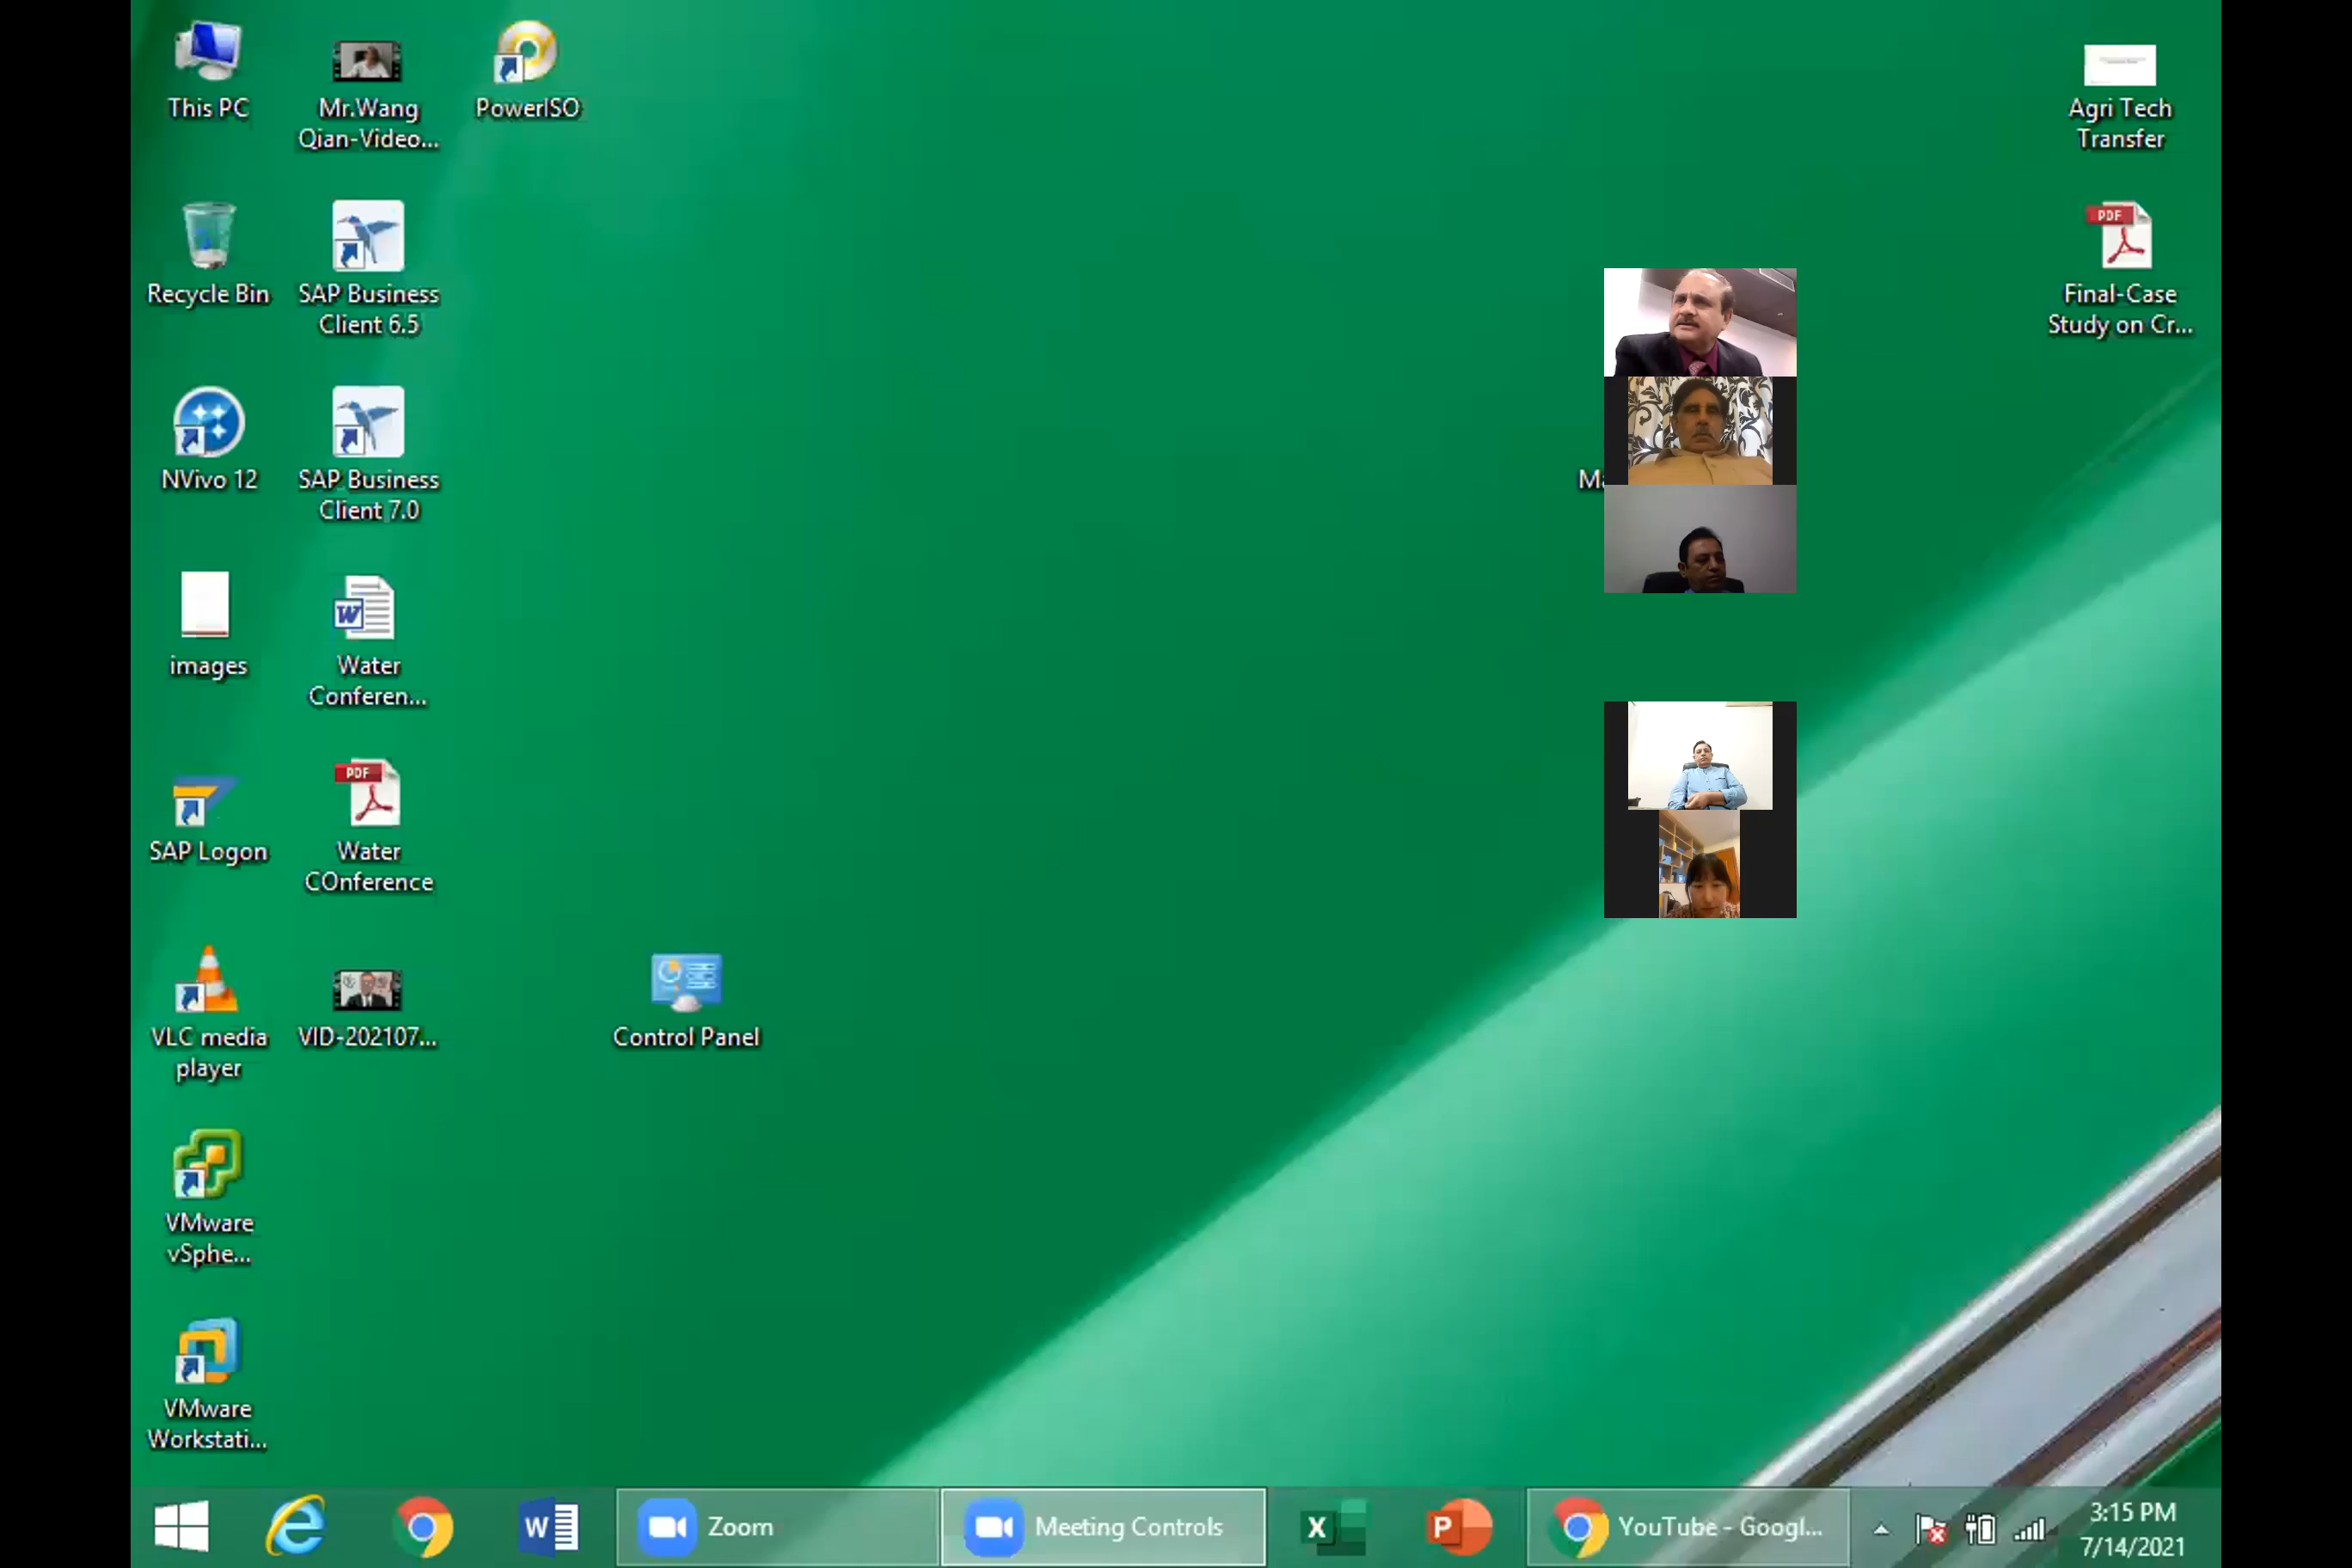 This PC
Mr.Wang
Qian-Video...
PowerISO
Agri Tech
Transfer
Recycle Bin
SAP Business
Client 6.5
PDF
Final-Case
Study on Cr...
NVivo 12
SAP Business
Client 7.0
Ma
images
W
Water
Conferen...
SAP Logon
PDF
Water
COnference
VLC media
player
VID-202107...
Control Panel
VMware
vSphe...
VMware
Workstati...
W
Zoom
Meeting Controls
X
P
YouTube - Googl...
3:15 PM
7/14/2021